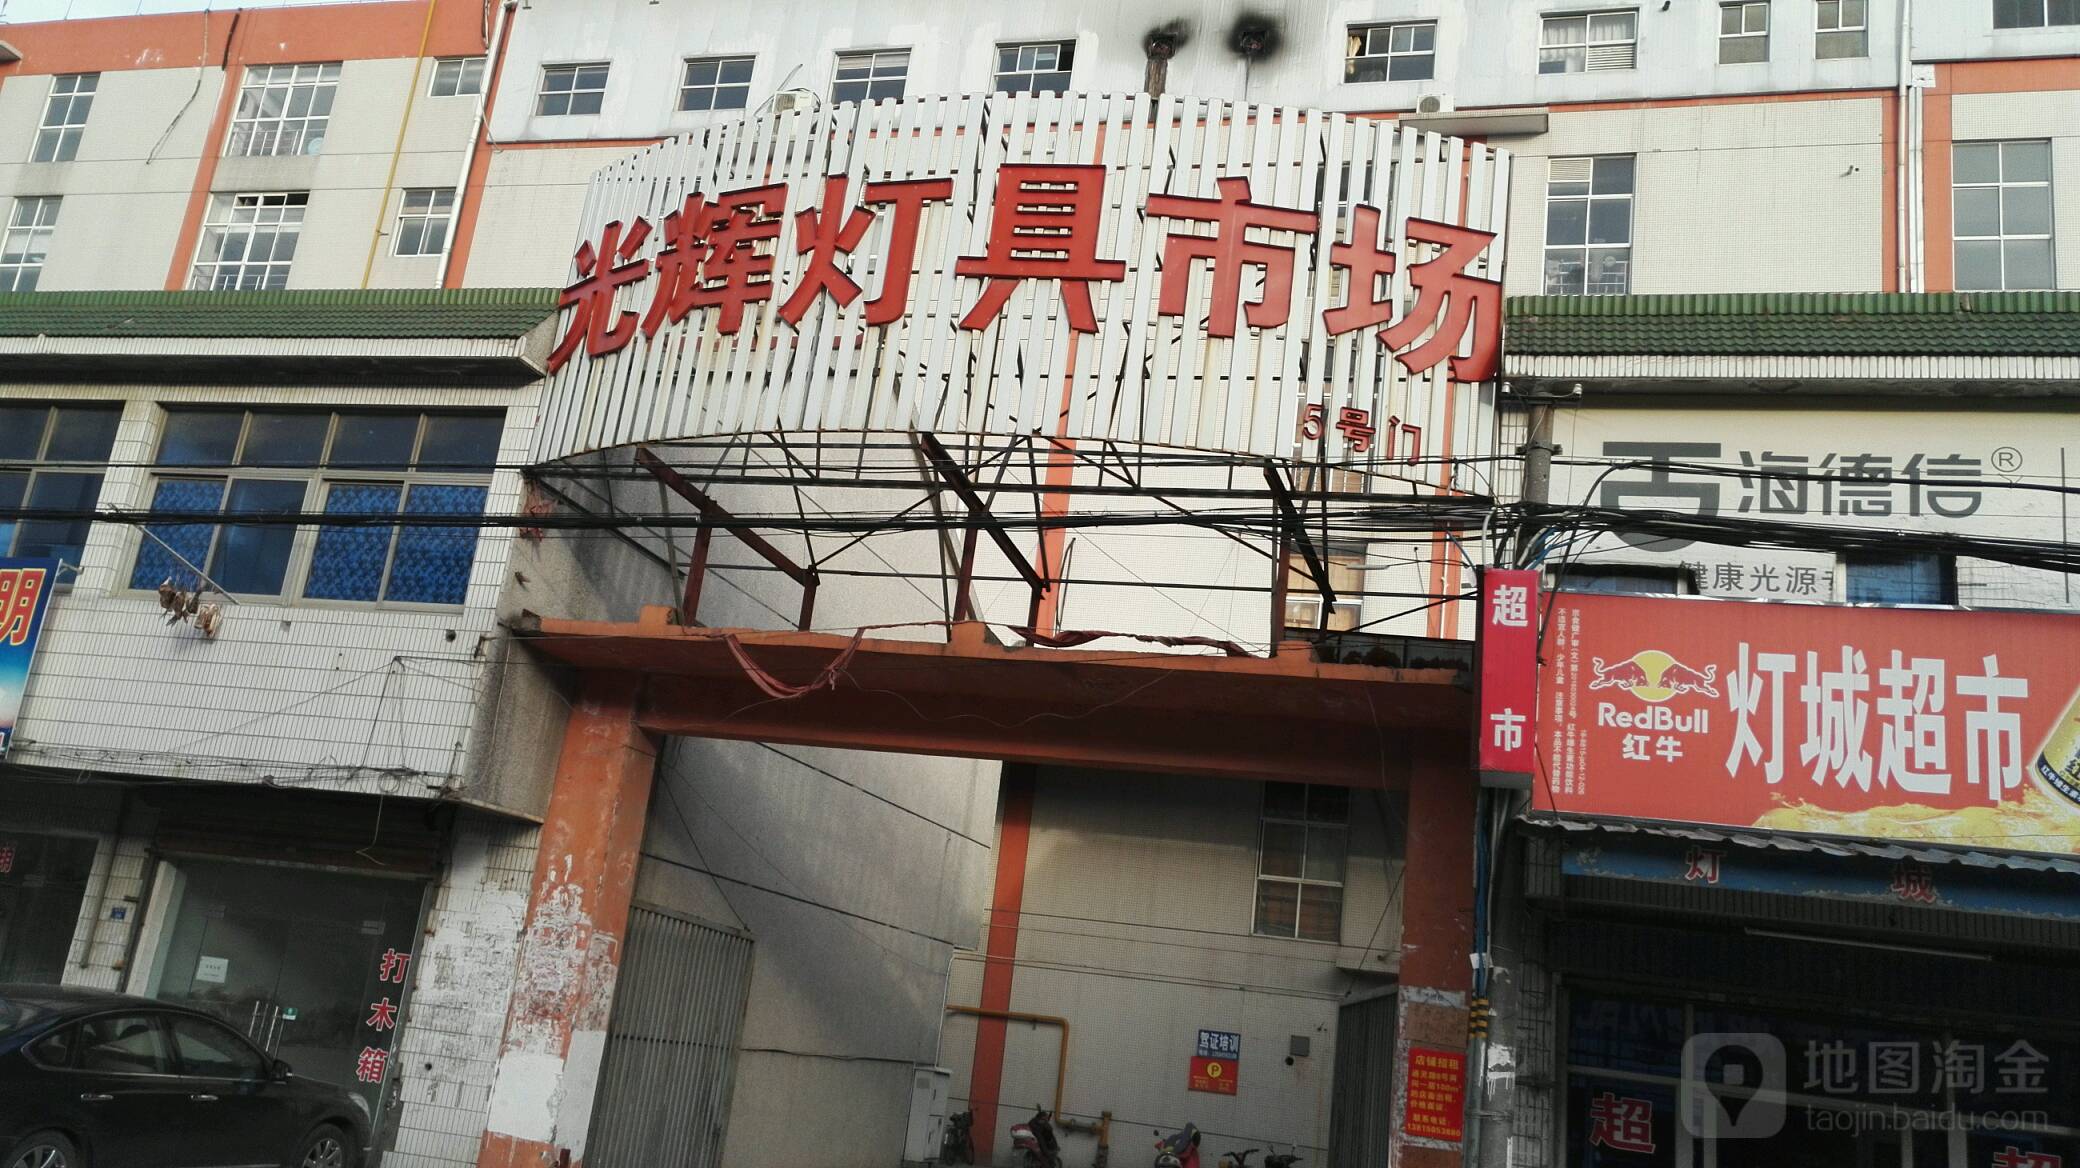 光辉灯具市场
5号门
海德信®
健康光源
明
超市
RedBull
红牛
灯城超市
灯城
打木箱
驾证培训
P
店铺招租
超
地图淘金
taojin.baidu.com